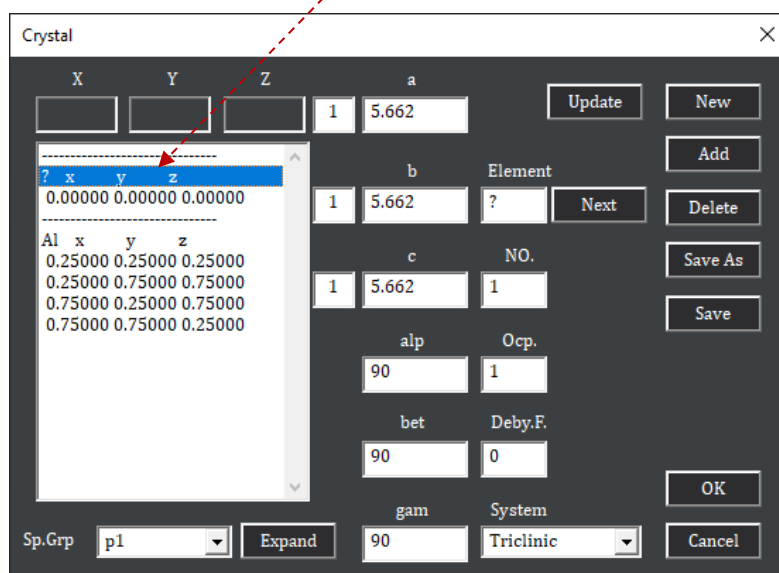 Crystal
X Y Z a
1 5.662 Update New
--------------------------------
? x y z
0.00000 0.00000 0.00000
--------------------------------
Al x y z
0.25000 0.25000 0.25000
0.25000 0.75000 0.75000
0.75000 0.25000 0.75000
0.75000 0.75000 0.25000
Add
b Element
1 5.662 ? Next Delete
c NO. Save As
1 5.662 1
Save
alp Ocp.
90 1
bet Deby.F.
90 0
OK
gam System
Sp.Grp p1 Expand 90 Triclinic Cancel